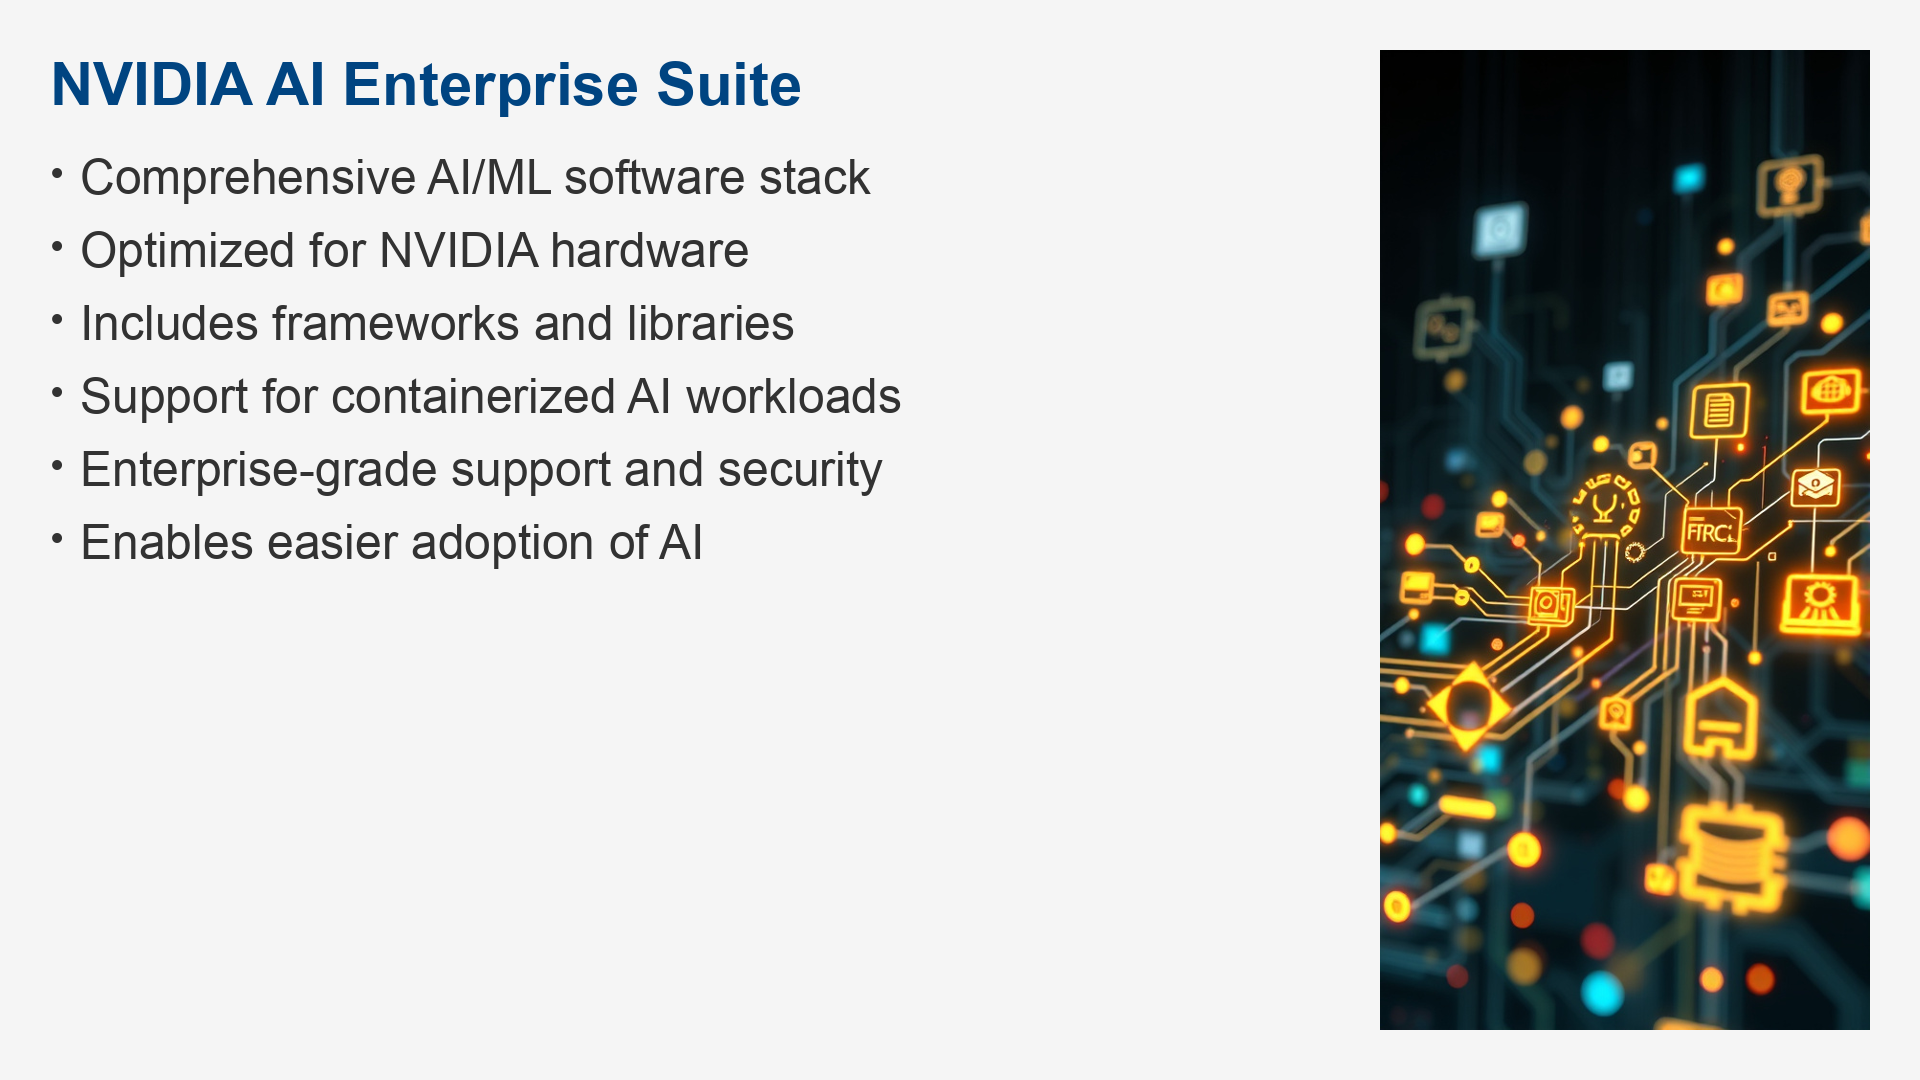 NVIDIA AI Enterprise Suite
• Comprehensive AI/ML software stack
• Optimized for NVIDIA hardware
• Includes frameworks and libraries
• Support for containerized AI workloads
• Enterprise-grade support and security
• Enables easier adoption of AI